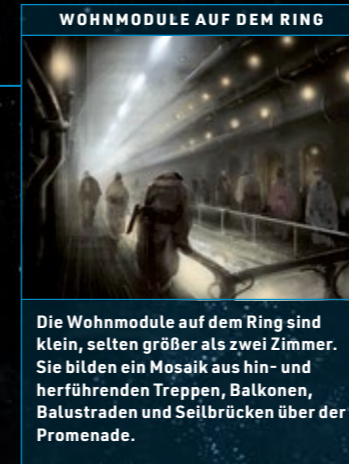 WOHNMODULE AUF DEM RING
Die Wohnmodule auf dem Ring sind
klein, selten größer als zwei Zimmer.
Sie bilden ein Mosaik aus hin- und
herführenden Treppen, Balkonen,
Balustraden und Seilbrücken über der
Promenade.